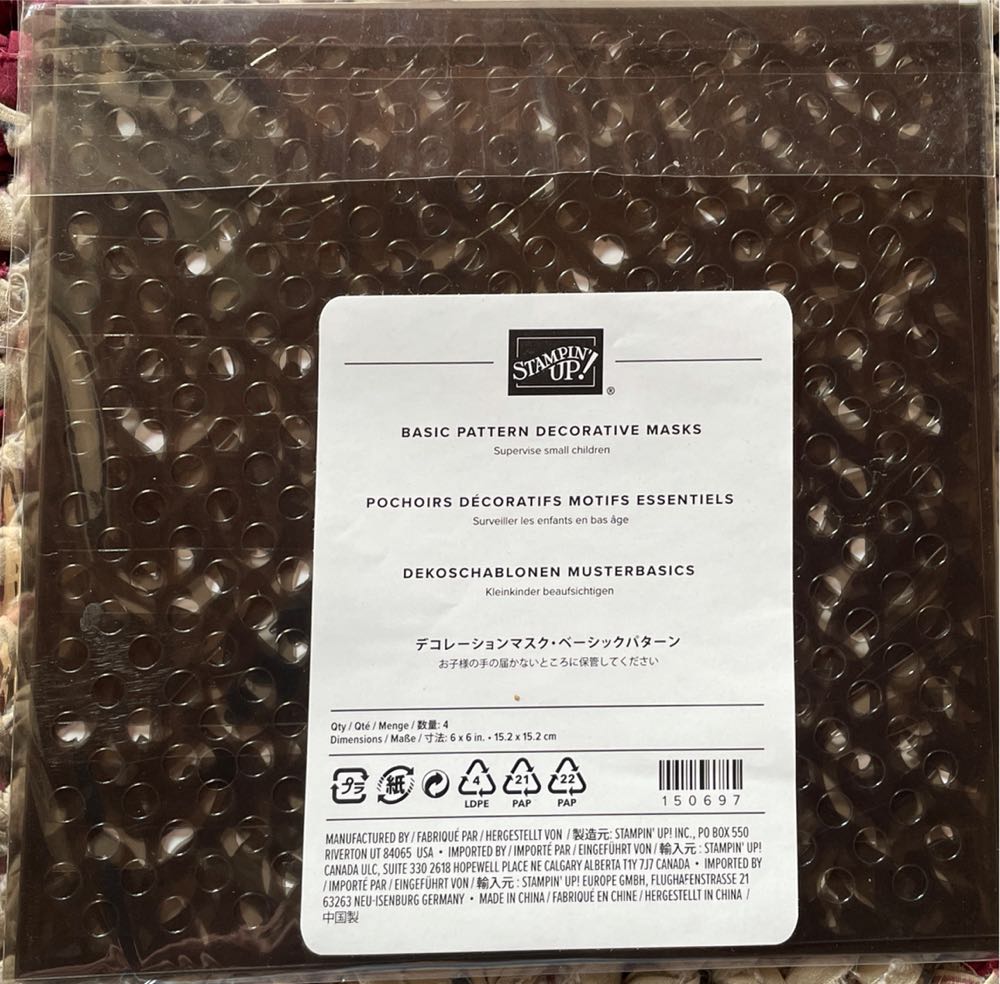 STAMPIN' UP!®
BASIC PATTERN DECORATIVE MASKS
Supervise small children
POCHOIRS DÉCORATIFS MOTIFS ESSENTIELS
Surveiller les enfants en bas âge
DEKOSCHABLONEN MUSTERBASICS
Kleinkinder beaufsichtigen
デコレーションマスク・ベーシックパターン
お子様の手の届かないところに保管してください
Qty / Qté / Menge / 数量: 4
Dimensions / Maße / 寸法: 6 x 6 in. • 15.2 x 15.2 cm
プラ 紙 4 21 22
LDPE PAP PAP
150697
MANUFACTURED BY / FABRIQUÉ PAR / HERGESTELLT VON / 製造元: STAMPIN' UP! INC., PO BOX 550
RIVERTON UT 84065 USA • IMPORTED BY / IMPORTÉ PAR / EINGEFÜHRT VON / 輸入元 : STAMPIN' UP!
CANADA ULC, SUITE 330 2618 HOPEWELL PLACE NE CALGARY ALBERTA T1Y 7J7 CANADA • IMPORTED BY
/ IMPORTÉ PAR / EINGEFÜHRT VON / 輸入元 : STAMPIN' UP! EUROPE GMBH, FLUGHAFENSTRASSE 21
63263 NEU-ISENBURG GERMANY • MADE IN CHINA / FABRIQUÉ EN CHINE / HERGESTELLT IN CHINA /
中国製